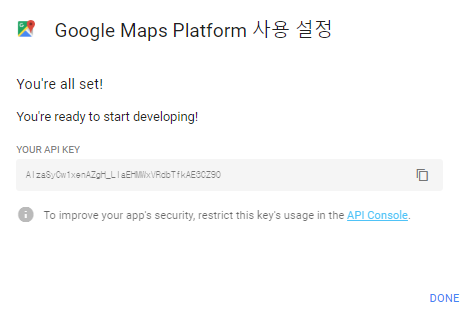 Google Maps Platform 사용 설정
You're all set!
You're ready to start developing!
YOUR API KEY
To improve your app's security, restrict this key's usage in the API Console.
DONE